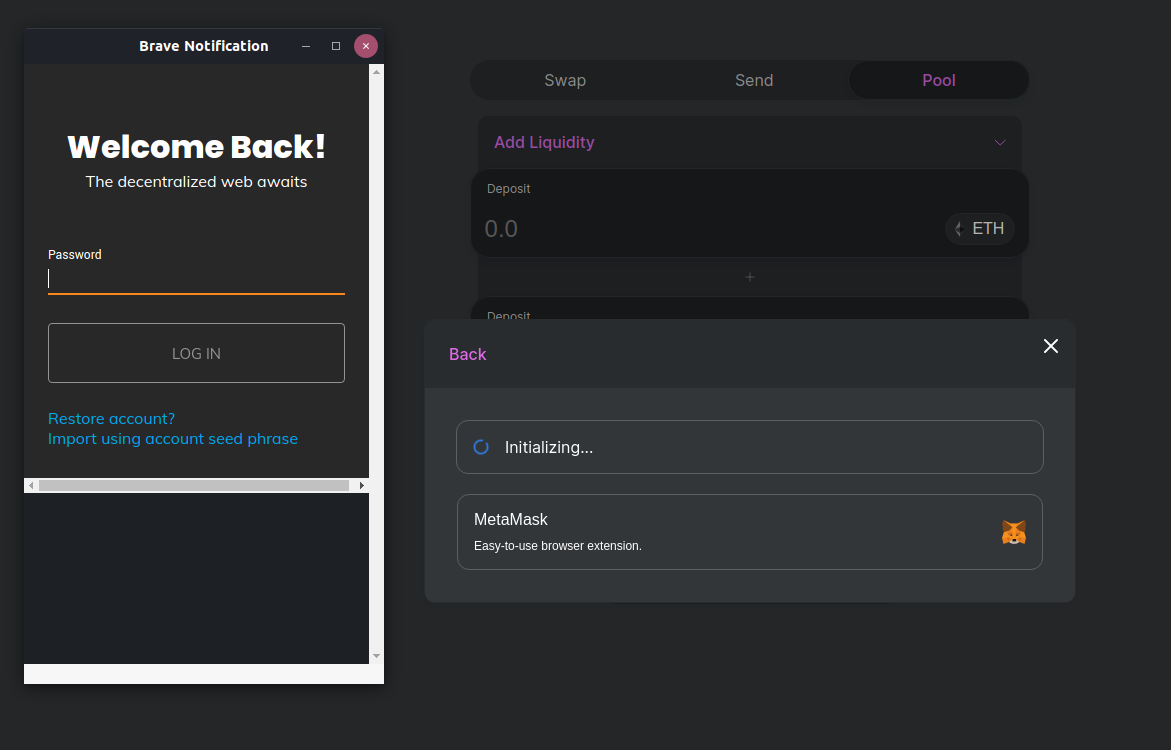 Brave Notification
Welcome Back!
The decentralized web awaits
Password
LOG IN
Restore account?
Import using account seed phrase
Swap
Send
Pool
Add Liquidity
Deposit
0.0
ETH
+
Deposit
Back
Initializing...
MetaMask
Easy-to-use browser extension.